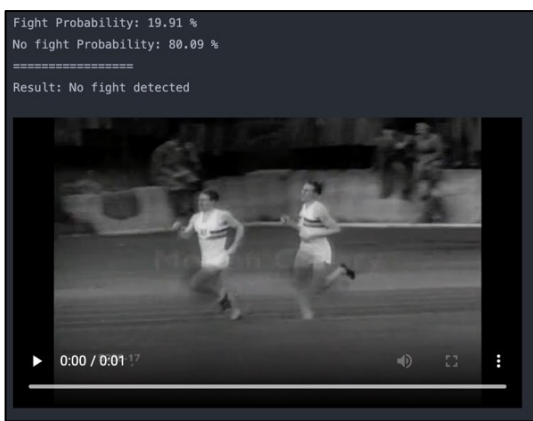 Fight Probability: 19.91 %
No fight Probability: 80.09 %
=================
Result: No fight detected
0:00 / 0:01